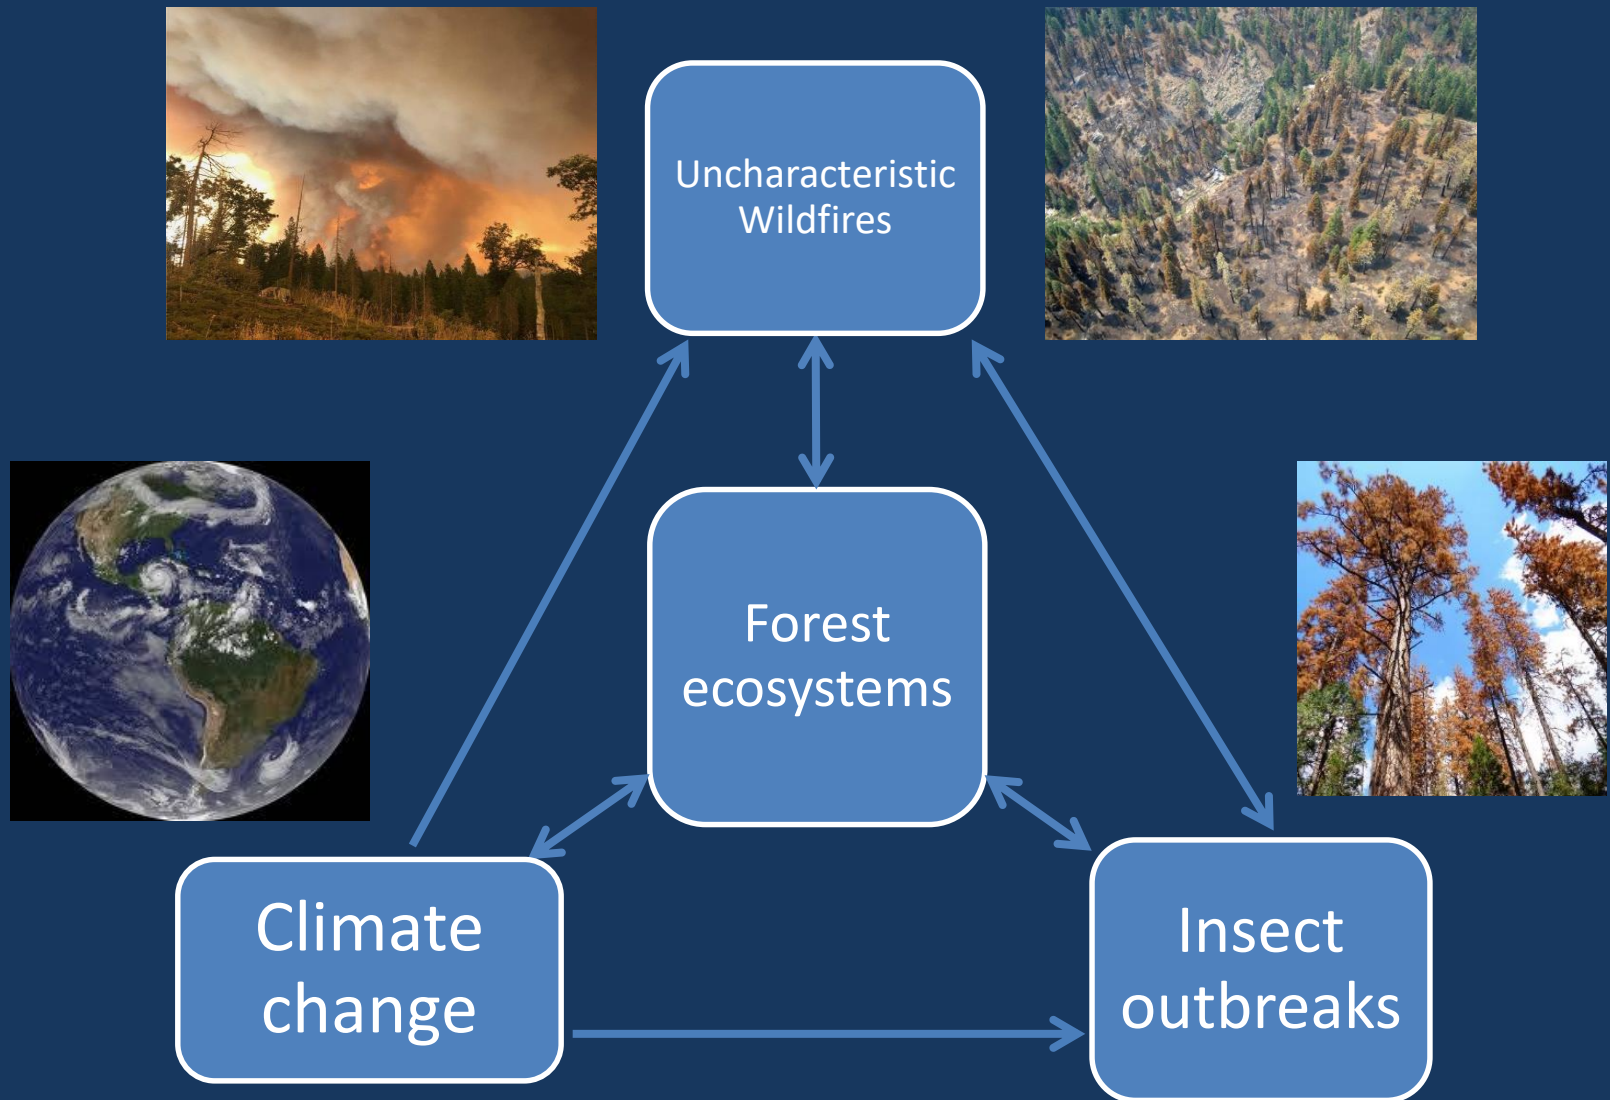 Uncharacteristic
Wildfires
Forest
ecosystems
Climate
change
Insect
outbreaks